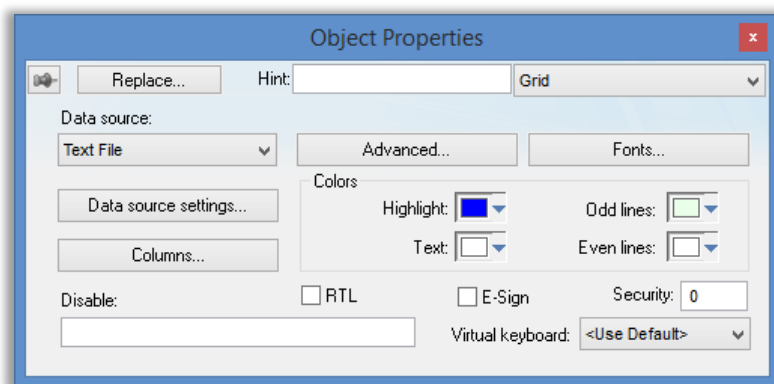 Object Properties
x
Replace... Hint: Grid
Data source:
Text File Advanced... Fonts...
Colors
Data source settings... Highlight: Odd lines:
Columns... Text: Even lines:
Disable: RTL E-Sign Security: 0
Virtual keyboard: <Use Default>